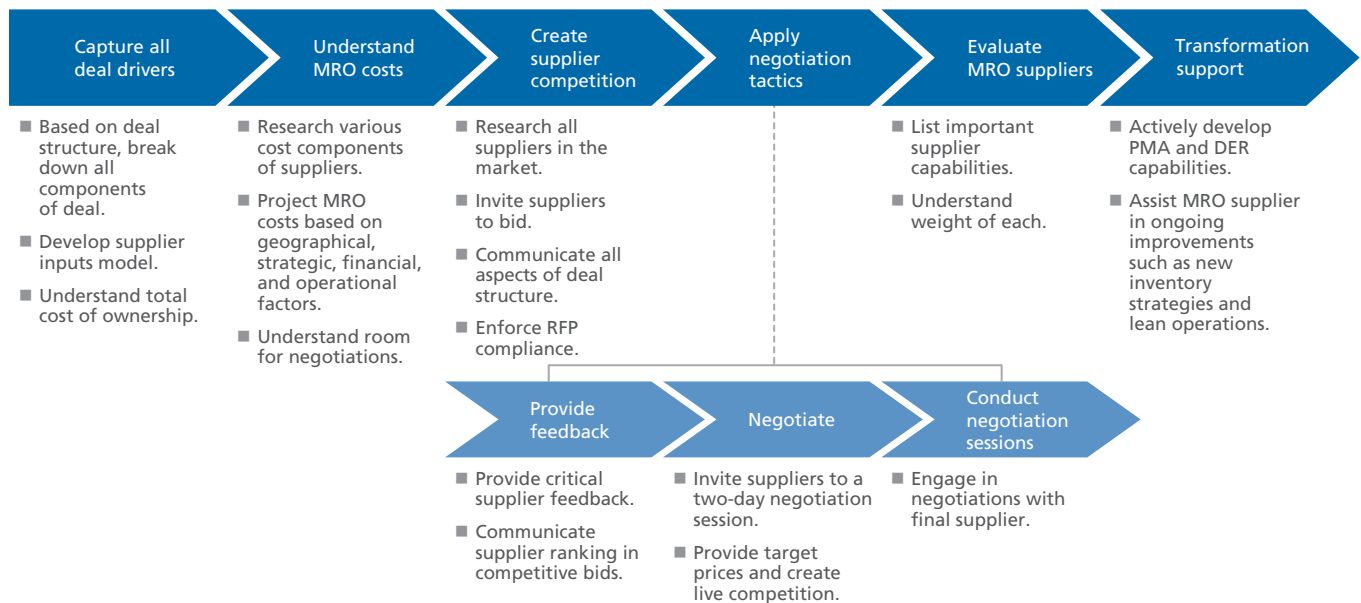 Capture all
deal drivers
Understand
MRO costs
Create
supplier
competition
Apply
negotiation
tactics
Evaluate
MRO suppliers
Transformation
support
Based on deal
structure, break
down all
components
of deal.
Develop supplier
inputs model.
Understand total
cost of ownership.
Research various
cost components
of suppliers.
Project MRO
costs based on
geographical,
strategic, financial,
and operational
factors.
Understand room
for negotiations.
Research all
suppliers in the
market.
Invite suppliers
to bid.
Communicate all
aspects of deal
structure.
Enforce RFP
compliance.
List important
supplier
capabilities.
Understand
weight of each.
Actively develop
PMA and DER
capabilities.
Assist MRO supplier
in ongoing
improvements
such as new
inventory
strategies and
lean operations.
Provide
feedback
Negotiate
Conduct
negotiation
sessions
Provide critical
supplier feedback.
Communicate
supplier ranking in
competitive bids.
Invite suppliers to a
two-day negotiation
session.
Provide target
prices and create
live competition.
Engage in
negotiations with
final supplier.